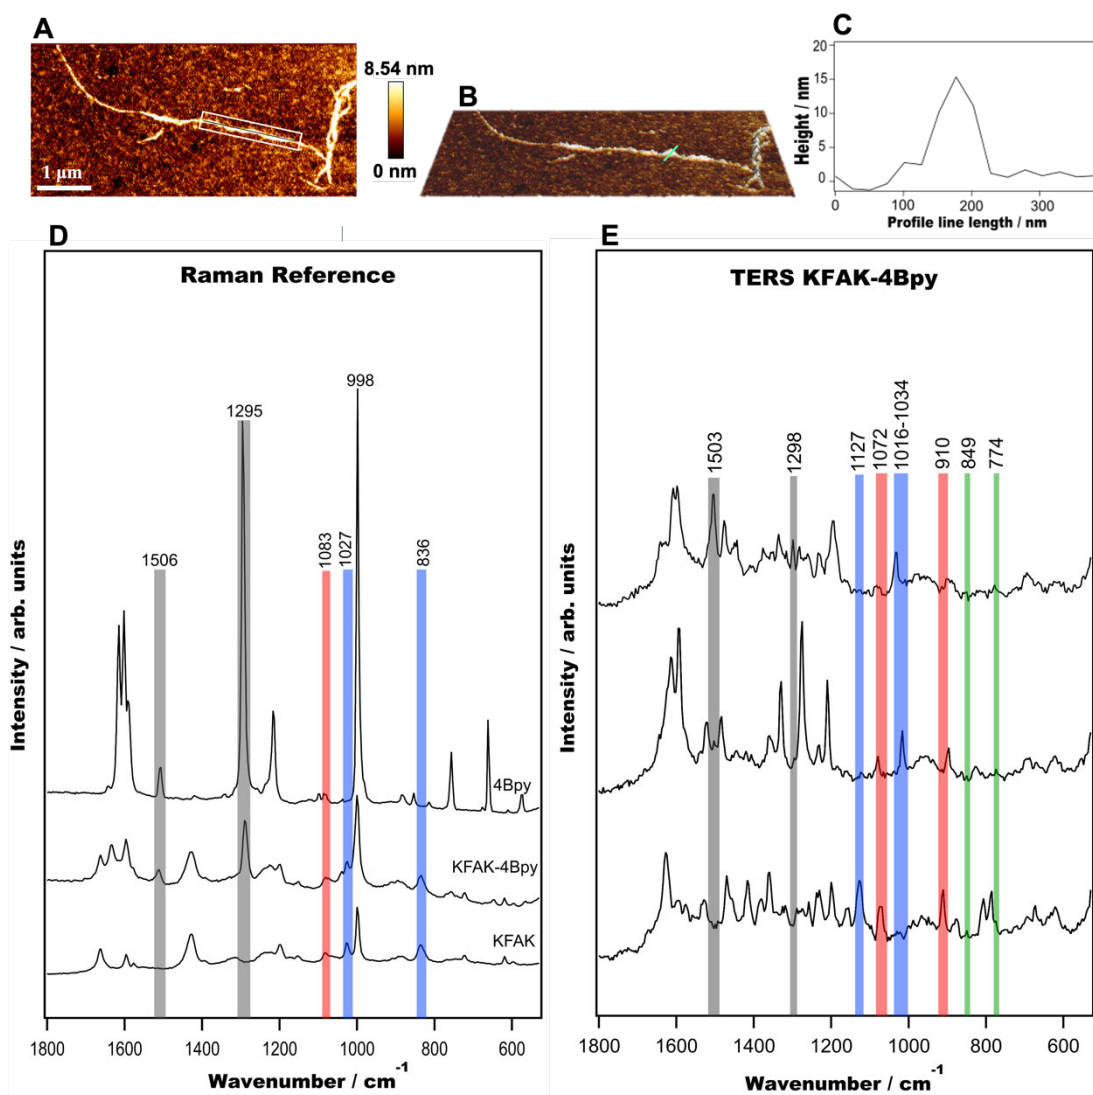 A
8.54 nm
0 nm
1 µm
B
C
20
15
10
5
0
Height / nm
0
100
200
300
Profile line length / nm
D
Raman Reference
998
1295
1506
1083
1027
836
4Bpy
KFAK-4Bpy
KFAK
Intensity / arb. units
1800
1600
1400
1200
1000
800
600
Wavenumber / cm-1
E
TERS KFAK-4Bpy
1503
1298
1127
1072
1016-1034
910
849
774
Intensity / arb. units
1800
1600
1400
1200
1000
800
600
Wavenumber / cm-1